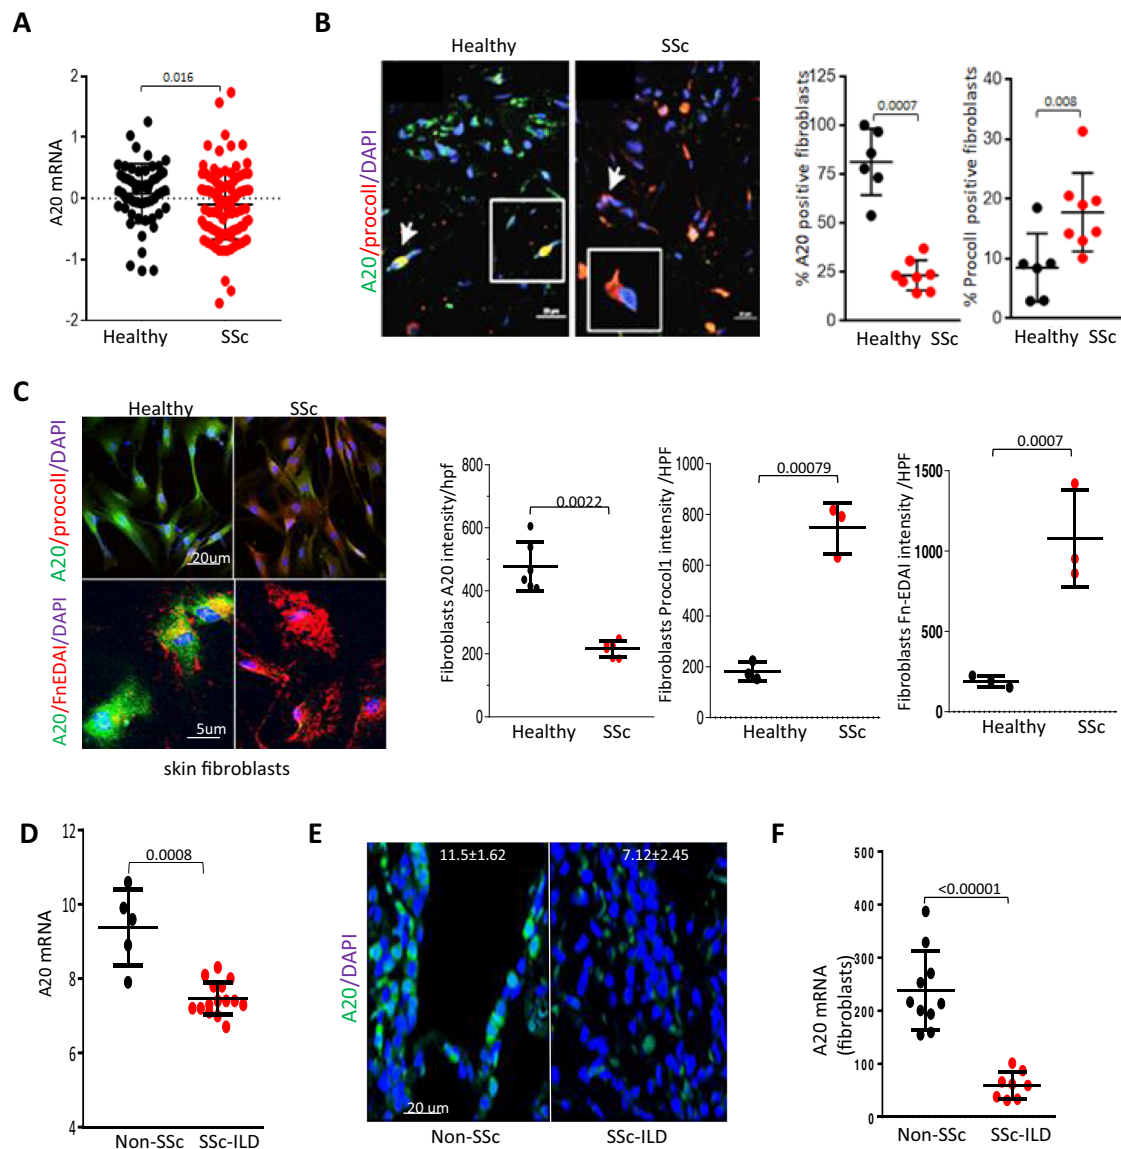 A
A20 mRNA
2
1
0
-1
-2
0.016
Healthy
SSc
B
Healthy
SSc
A20/procolI/DAPI
% A20 positive fibroblasts
125
100
75
50
25
0
0.0007
Healthy SSc
% Procoll positive fibroblasts
40
30
20
10
0
0.008
Healthy SSc
C
Healthy
SSc
A20/procolI/DAPI
20um
A20/FnEDAI/DAPI
5um
skin fibroblasts
Fibroblasts A20 intensity/hpf
800
600
400
200
0
0.0022
Healthy
SSc
Fibroblasts Procol1 intensity /HPF
1000
800
600
400
200
0
0.00079
Healthy
SSc
Fibroblasts Fn-EDAI intensity /HPF
1500
1000
500
0
0.0007
Healthy
SSc
D
A20 mRNA
12
10
8
6
4
0.0008
Non-SSc
SSc-ILD
E
A20/DAPI
11.5±1.62
7.12±2.45
20 um
Non-SSc
SSc-ILD
F
A20 mRNA
(fibroblasts)
500
400
300
200
100
0
<0.00001
Non-SSc
SSc-ILD